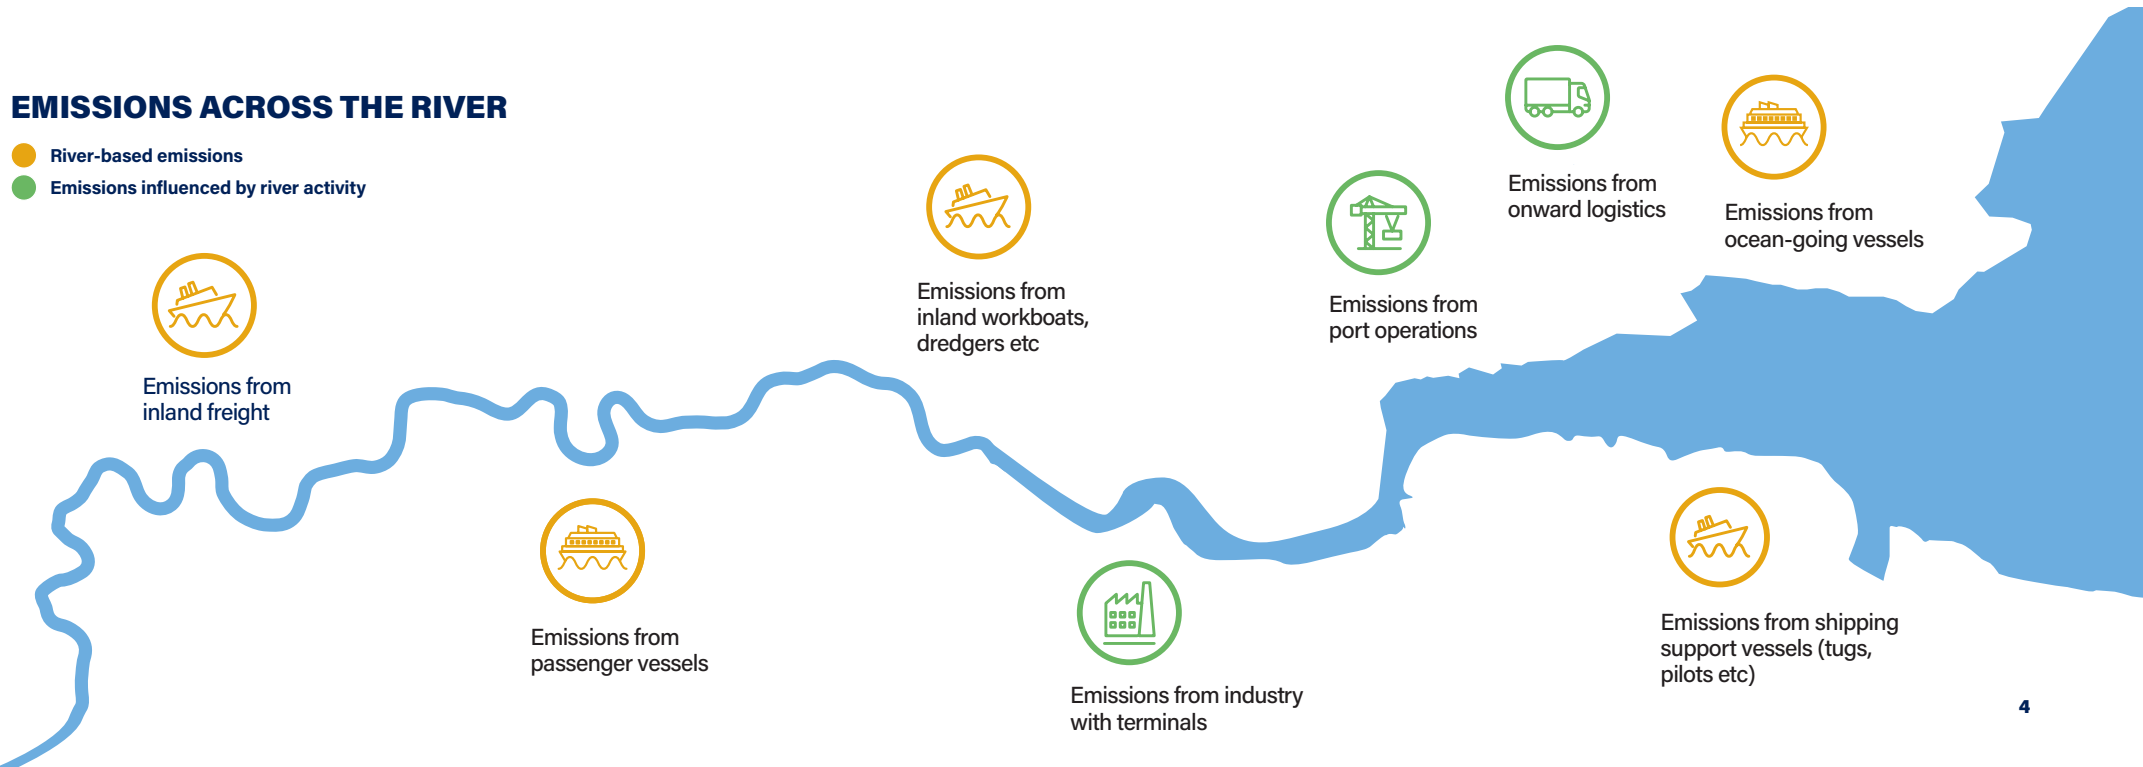 EMISSIONS ACROSS THE RIVER
River-based emissions
Emissions influenced by river activity
Emissions from
inland freight
Emissions from
passenger vessels
Emissions from
inland workboats,
dredgers etc
Emissions from industry
with terminals
Emissions from
port operations
Emissions from
onward logistics
Emissions from
ocean-going vessels
Emissions from shipping
support vessels (tugs,
pilots etc)
4